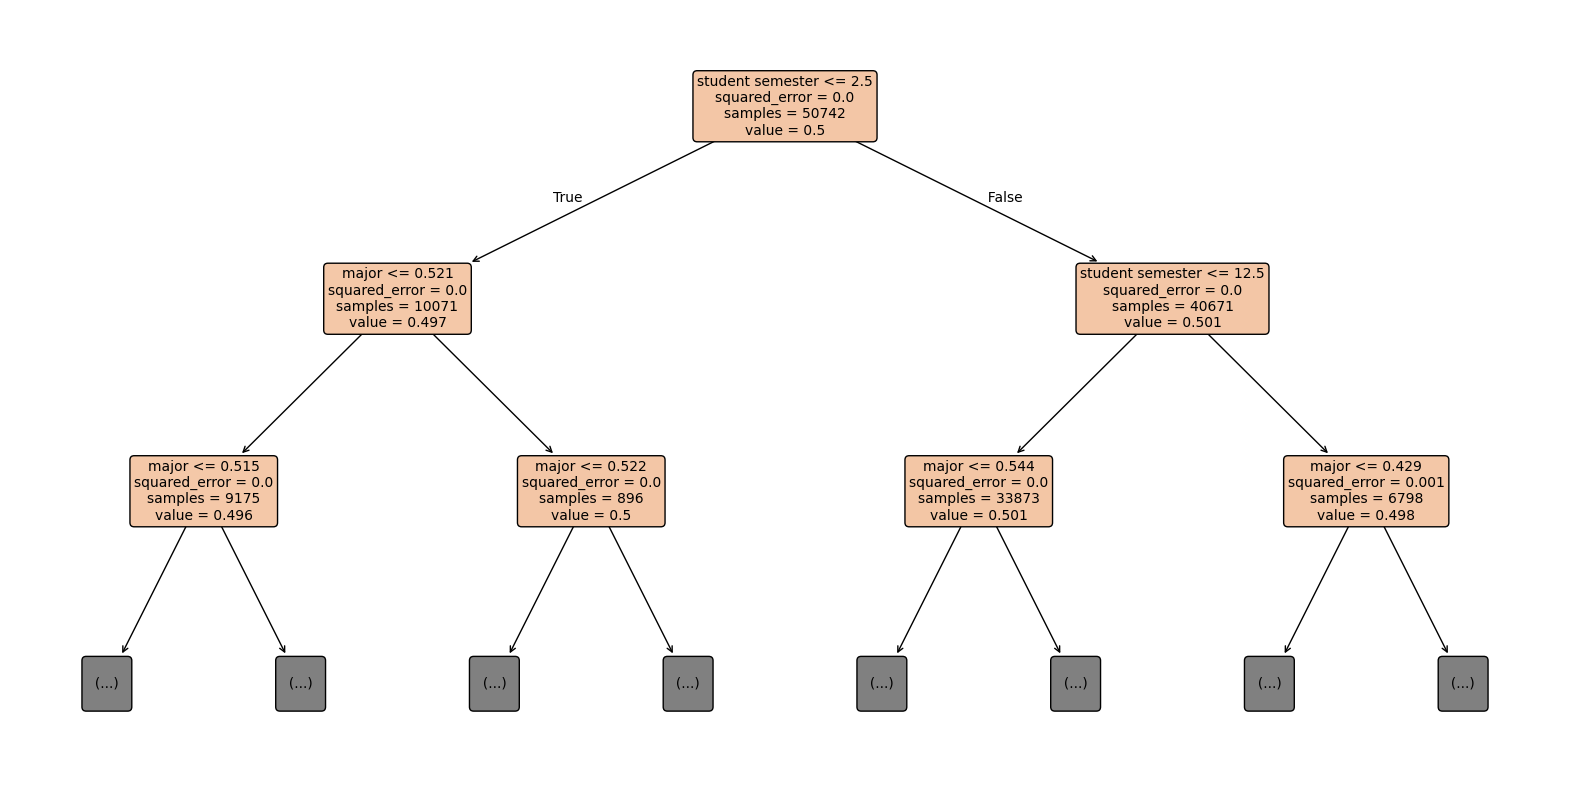 student semester <= 2.5
squared_error = 0.0
samples = 50742
value = 0.5
True
False
major <= 0.521
squared_error = 0.0
samples = 10071
value = 0.497
student semester <= 12.5
squared_error = 0.0
samples = 40671
value = 0.501
major <= 0.515
squared_error = 0.0
samples = 9175
value = 0.496
major <= 0.522
squared_error = 0.0
samples = 896
value = 0.5
major <= 0.544
squared_error = 0.0
samples = 33873
value = 0.501
major <= 0.429
squared_error = 0.001
samples = 6798
value = 0.498
(...)
(...)
(...)
(...)
(...)
(...)
(...)
(...)